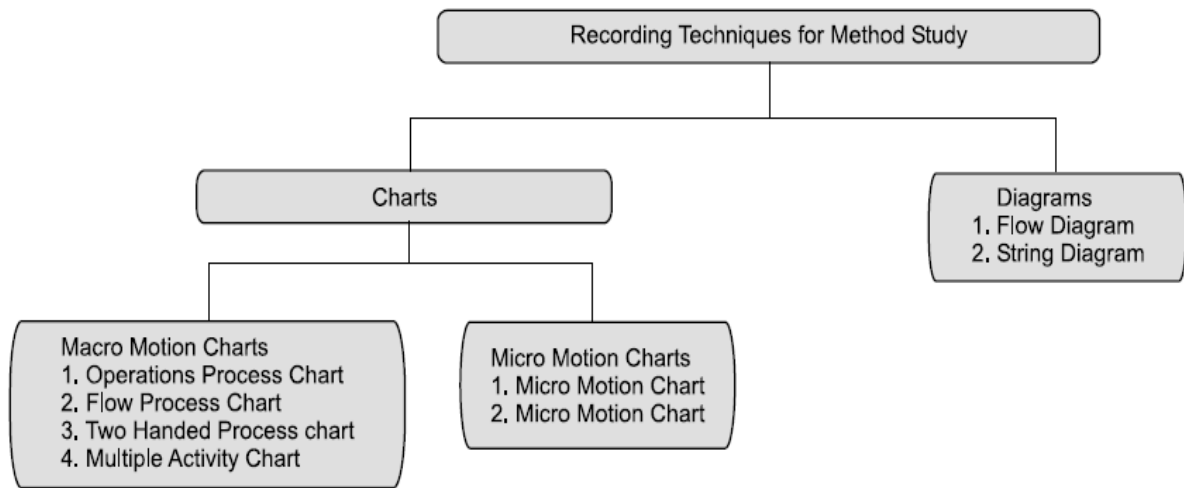 Recording Techniques for Method Study
Charts
Diagrams
1. Flow Diagram
2. String Diagram
Macro Motion Charts
1. Operations Process Chart
2. Flow Process Chart
3. Two Handed Process chart
4. Multiple Activity Chart
Micro Motion Charts
1. Micro Motion Chart
2. Micro Motion Chart